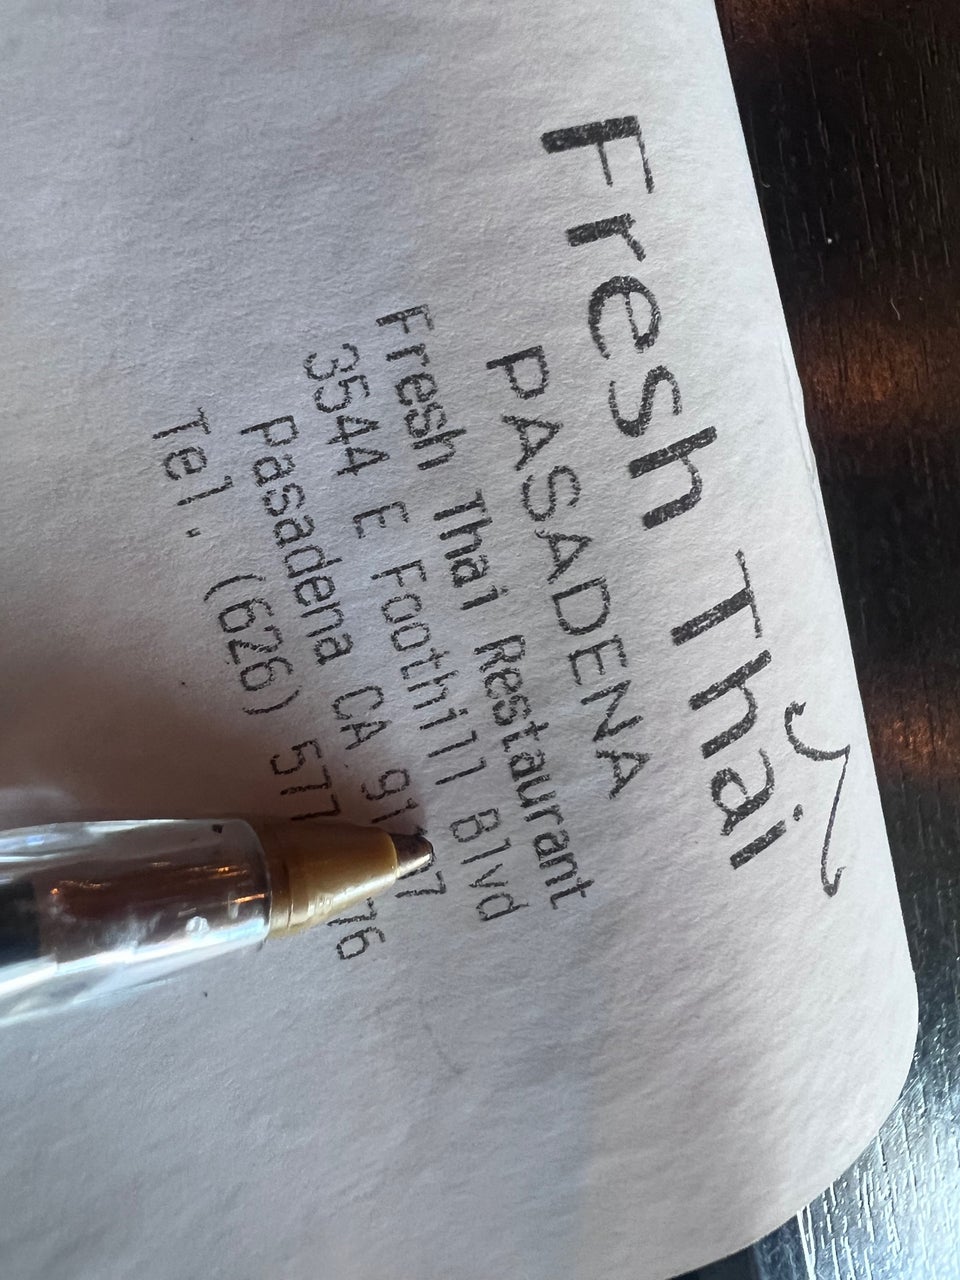 Fresh Thai
PASADENA
Fresh Thai Restaurant
3544 E Foothill Blvd
Pasadena CA
Tel. (626)